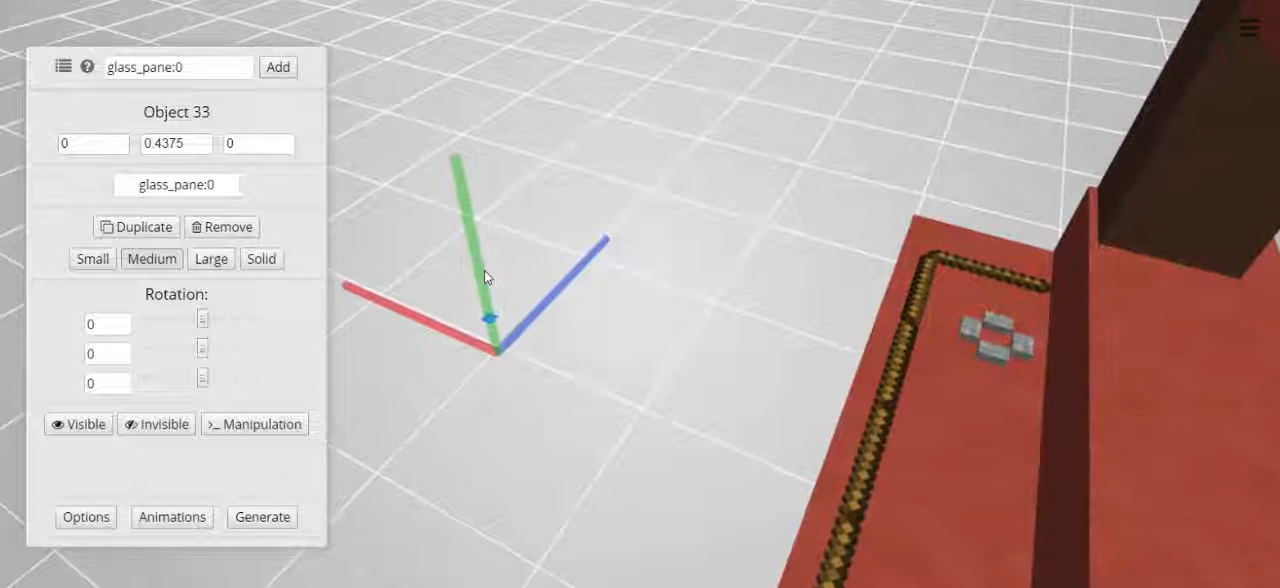 glass_pane:0 Add
Object 33
0 0.4375 0
glass_pane:0
Duplicate Remove
Small Medium Large Solid
Rotation:
0
0
0
Visible Invisible >_ Manipulation
Options Animations Generate